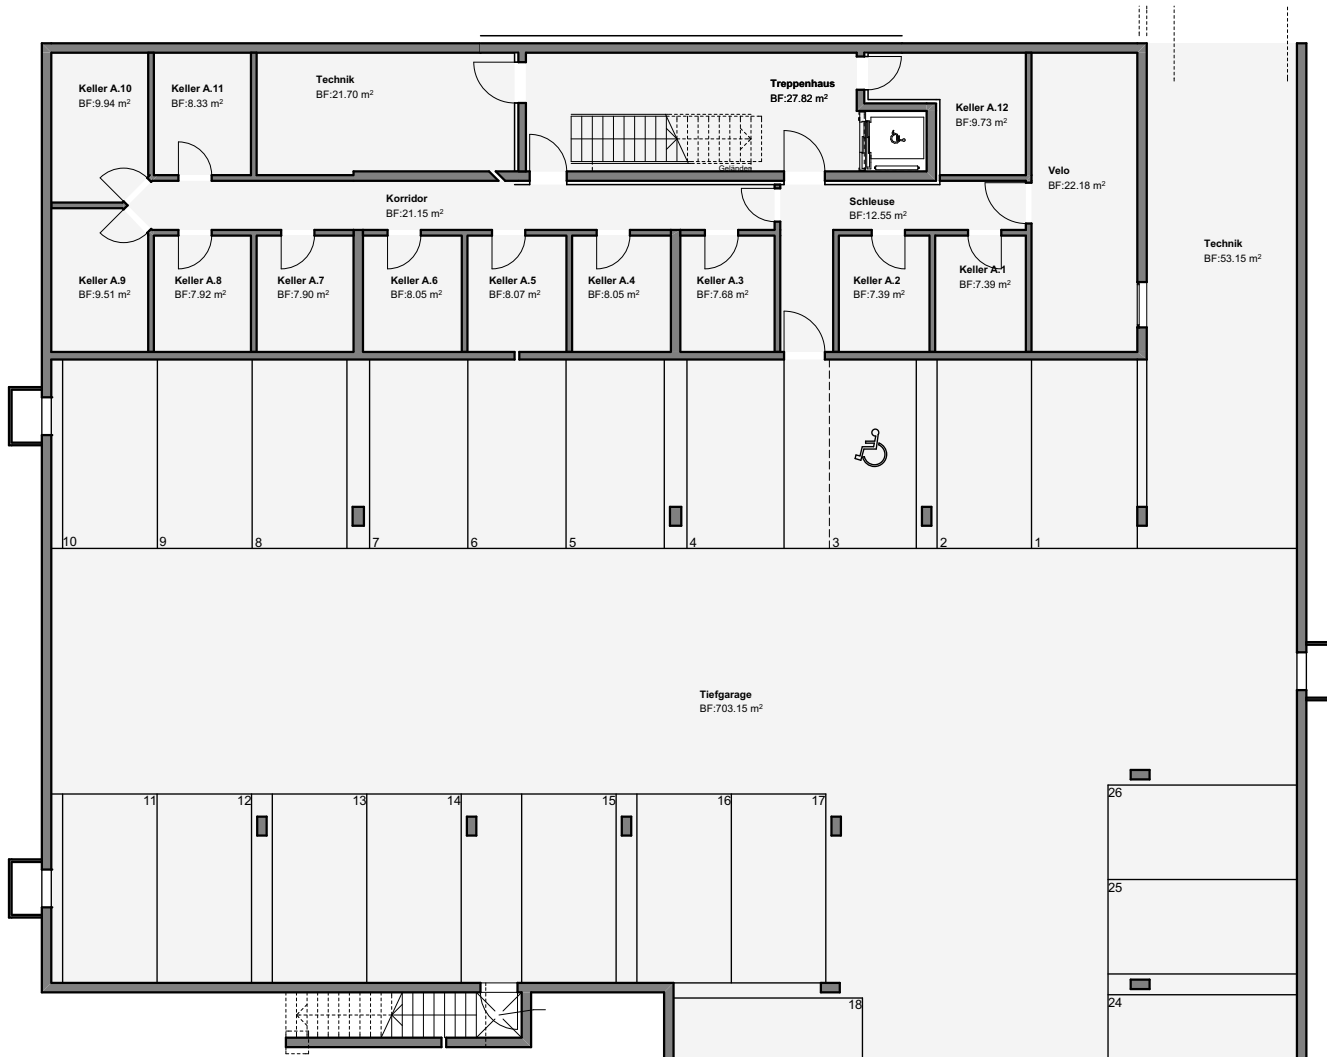 Keller A.10
BF:9.94 m²
Keller A.11
BF:8.33 m²
Technik
BF:21.70 m²
Treppenhaus
BF:27.82 m²
Keller A.12
BF:9.73 m²
Geländer
Velo
BF:22.18 m²
Korridor
BF:21.15 m²
Schleuse
BF:12.55 m²
Technik
BF:53.15 m²
Keller A.9
BF:9.51 m²
Keller A.8
BF:7.92 m²
Keller A.7
BF:7.90 m²
Keller A.6
BF:8.05 m²
Keller A.5
BF:8.07 m²
Keller A.4
BF:8.05 m²
Keller A.3
BF:7.68 m²
Keller A.2
BF:7.39 m²
Keller A.1
BF:7.39 m²
10
9
8
7
6
5
4
3
2
1
Tiefgarage
BF:703.15 m²
11
12
13
14
15
16
17
26
25
24
18